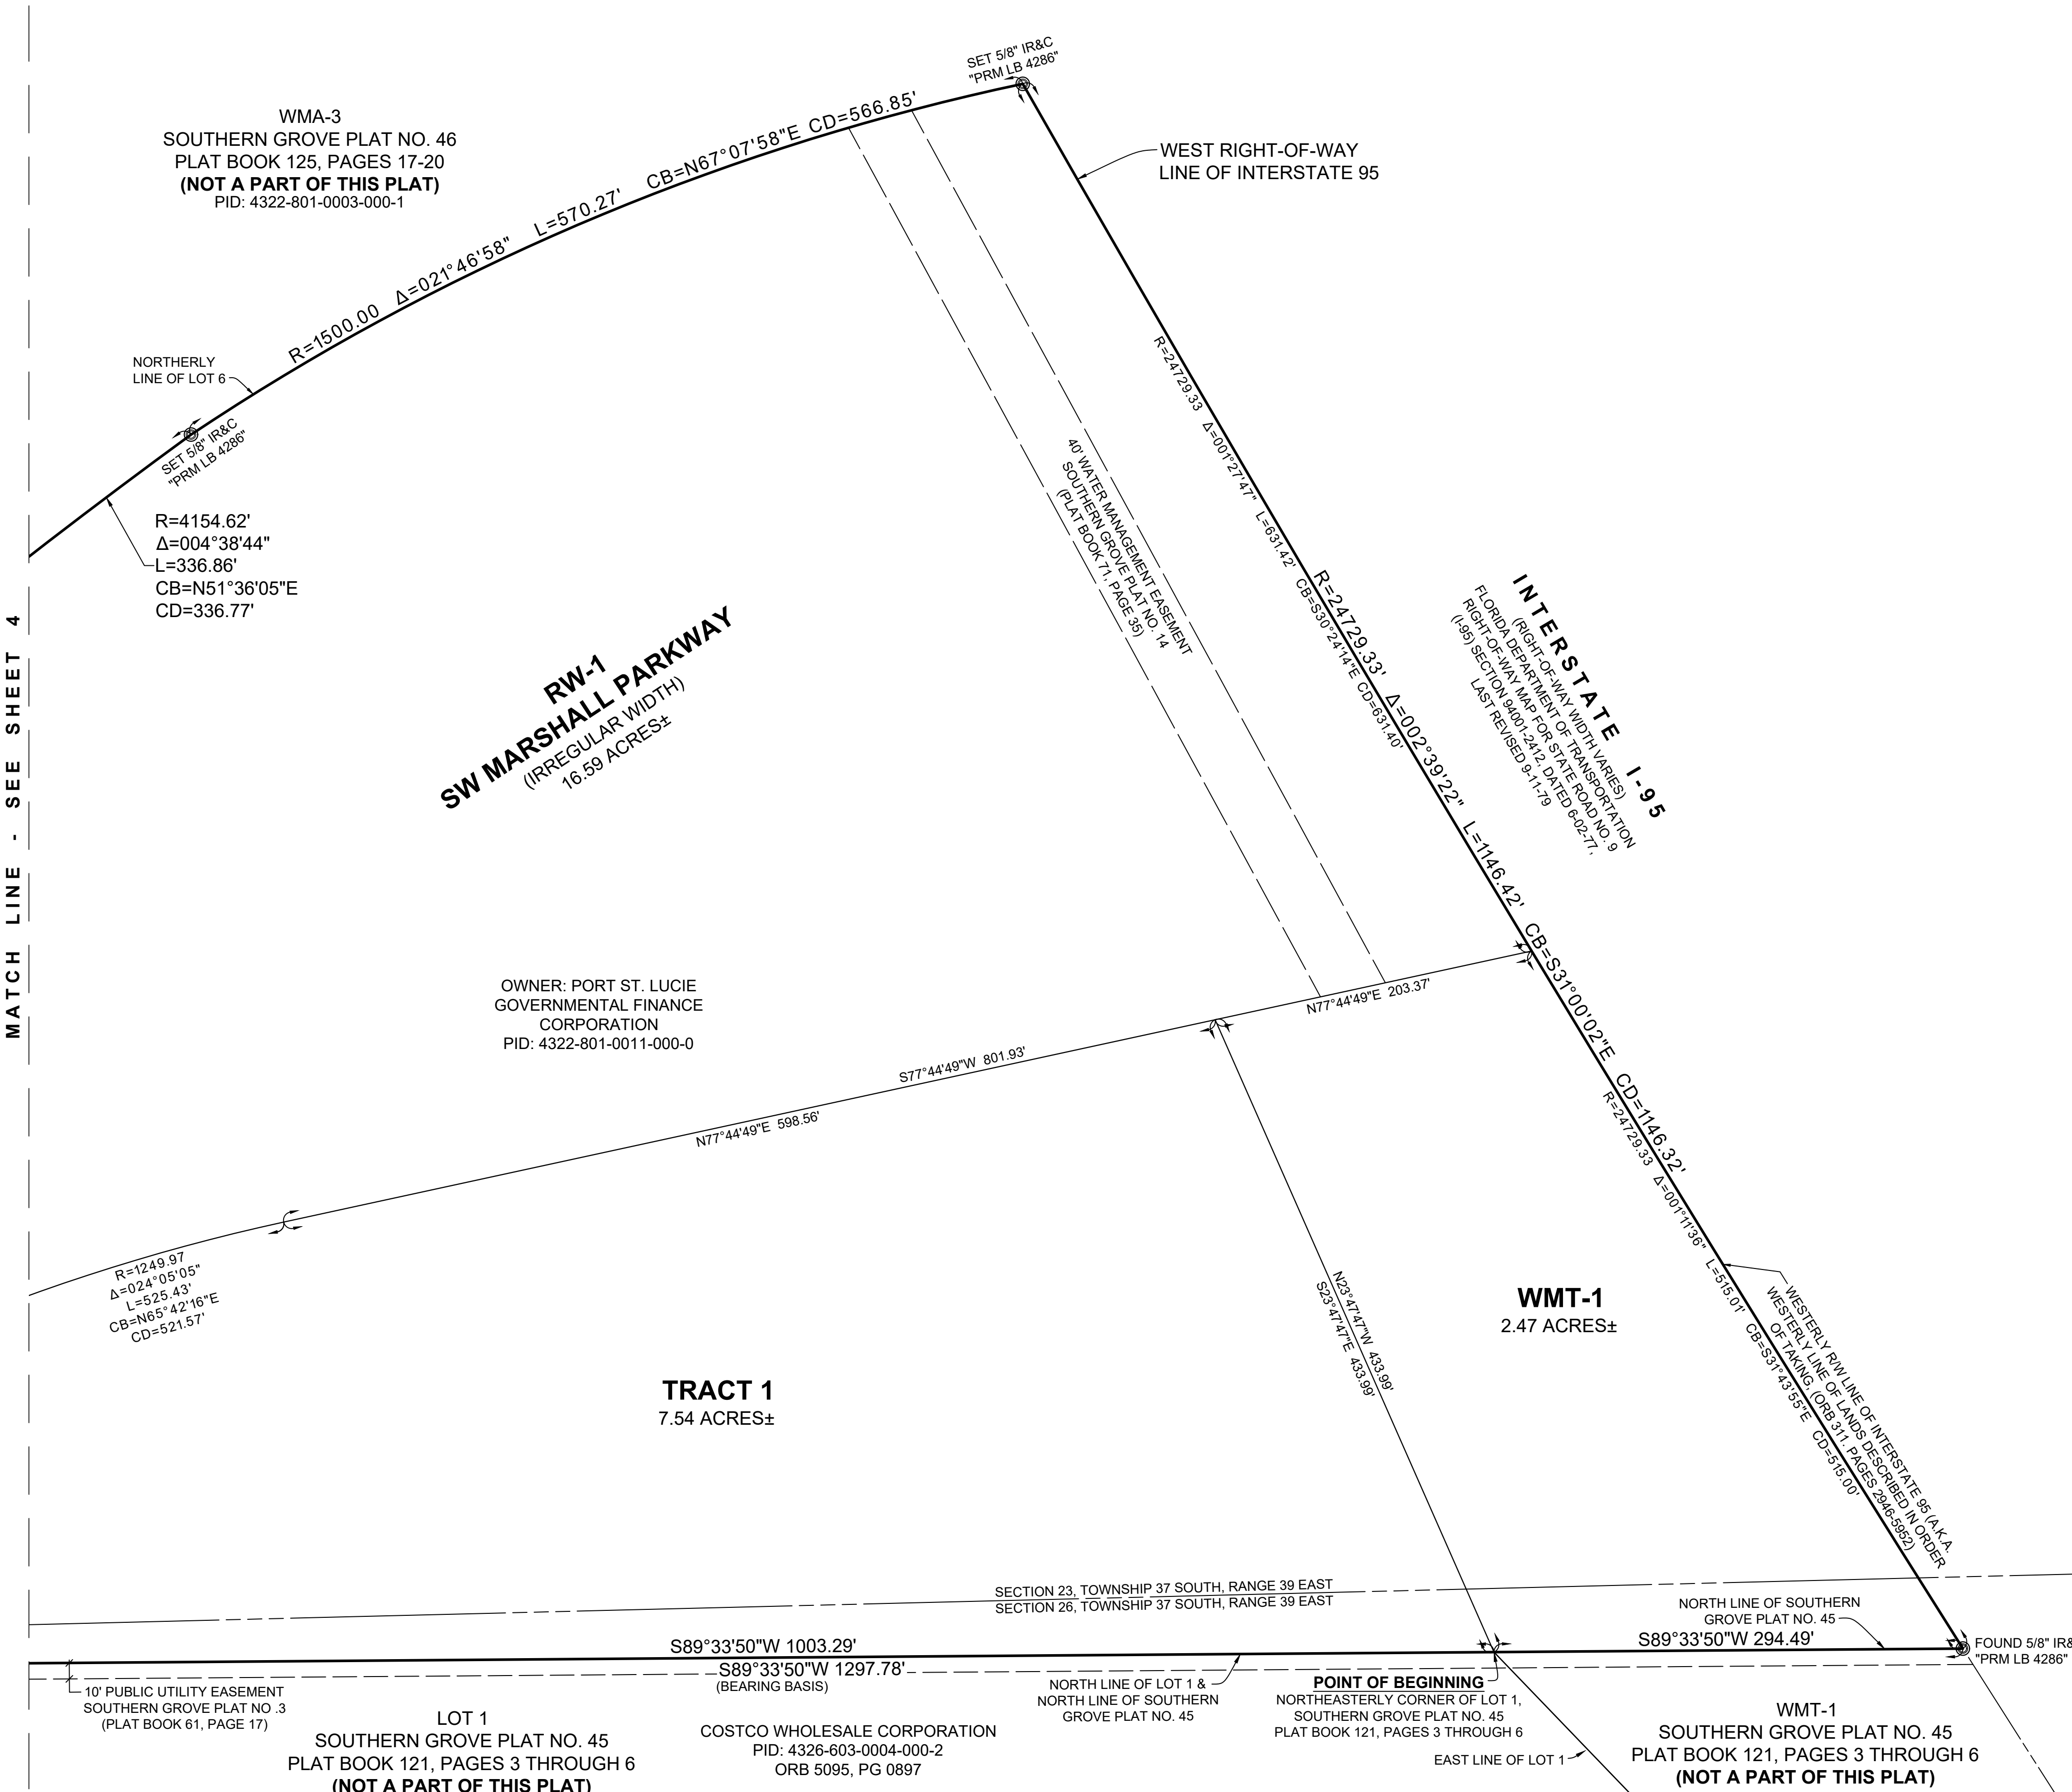 SET 5/8" IR&C
"PRM LB 4286"
WMA-3
SOUTHERN GROVE PLAT NO. 46
PLAT BOOK 125, PAGES 17-20
(NOT A PART OF THIS PLAT)
PID: 4322-801-0003-000-1
R=1500.00 Δ=021°46'58" L=570.27' CB=N67°07'58"E CD=566.85'
WEST RIGHT-OF-WAY
LINE OF INTERSTATE 95
NORTHERLY
LINE OF LOT 6
SET 5/8" IR&C
"PRM LB 4286"
R=4154.62'
Δ=004°38'44"
L=336.86'
CB=N51°36'05"E
CD=336.77'
MATCH LINE - SEE SHEET 4
40' WATER MANAGEMENT EASEMENT
SOUTHERN GROVE PLAT NO. 14
(PLAT BOOK 71, PAGE 35)
R=24729.33 Δ=001°27'47" L=631.42' CB=S30°24'14"E CD=631.40'
R=24729.33' Δ=002°39'22" L=1146.42' CB=S31°00'02"E CD=1146.32'
INTERSTATE I-95
(RIGHT-OF-WAY WIDTH VARIES)
FLORIDA DEPARTMENT OF TRANSPORTATION
RIGHT-OF-WAY MAP FOR STATE ROAD NO. 9
(I-95) SECTION 94001-2412, DATED 6-02-77,
LAST REVISED 9-11-79
RW-1
SW MARSHALL PARKWAY
(IRREGULAR WIDTH)
16.59 ACRES±
OWNER: PORT ST. LUCIE
GOVERNMENTAL FINANCE
CORPORATION
PID: 4322-801-0011-000-0
N77°44'49"E 203.37'
S77°44'49"W 801.93'
N77°44'49"E 598.56'
R=1249.97
Δ=024°05'05"
L=525.43'
CB=N65°42'16"E
CD=521.57'
N23°47'47"W 433.99'
S23°47'47"E 433.99'
R=24729.33 Δ=001°11'36" L=515.01' CB=S31°43'55"E CD=515.00'
WESTERLY R/W LINE OF INTERSTATE 95 (A.K.A.
WESTERLY LINE OF LANDS DESCRIBED IN ORDER
OF TAKING, (ORB 311. PAGES 2946-5952)
WMT-1
2.47 ACRES±
TRACT 1
7.54 ACRES±
SECTION 23, TOWNSHIP 37 SOUTH, RANGE 39 EAST
SECTION 26, TOWNSHIP 37 SOUTH, RANGE 39 EAST
NORTH LINE OF SOUTHERN
GROVE PLAT NO. 45
S89°33'50"W 1003.29'
S89°33'50"W 294.49'
FOUND 5/8" IR&
"PRM LB 4286"
S89°33'50"W 1297.78'
(BEARING BASIS)
10' PUBLIC UTILITY EASEMENT
SOUTHERN GROVE PLAT NO .3
(PLAT BOOK 61, PAGE 17)
NORTH LINE OF LOT 1 &
NORTH LINE OF SOUTHERN
GROVE PLAT NO. 45
POINT OF BEGINNING
NORTHEASTERLY CORNER OF LOT 1,
SOUTHERN GROVE PLAT NO. 45
PLAT BOOK 121, PAGES 3 THROUGH 6
LOT 1
SOUTHERN GROVE PLAT NO. 45
PLAT BOOK 121, PAGES 3 THROUGH 6
(NOT A PART OF THIS PLAT)
COSTCO WHOLESALE CORPORATION
PID: 4326-603-0004-000-2
ORB 5095, PG 0897
EAST LINE OF LOT 1
WMT-1
SOUTHERN GROVE PLAT NO. 45
PLAT BOOK 121, PAGES 3 THROUGH 6
(NOT A PART OF THIS PLAT)